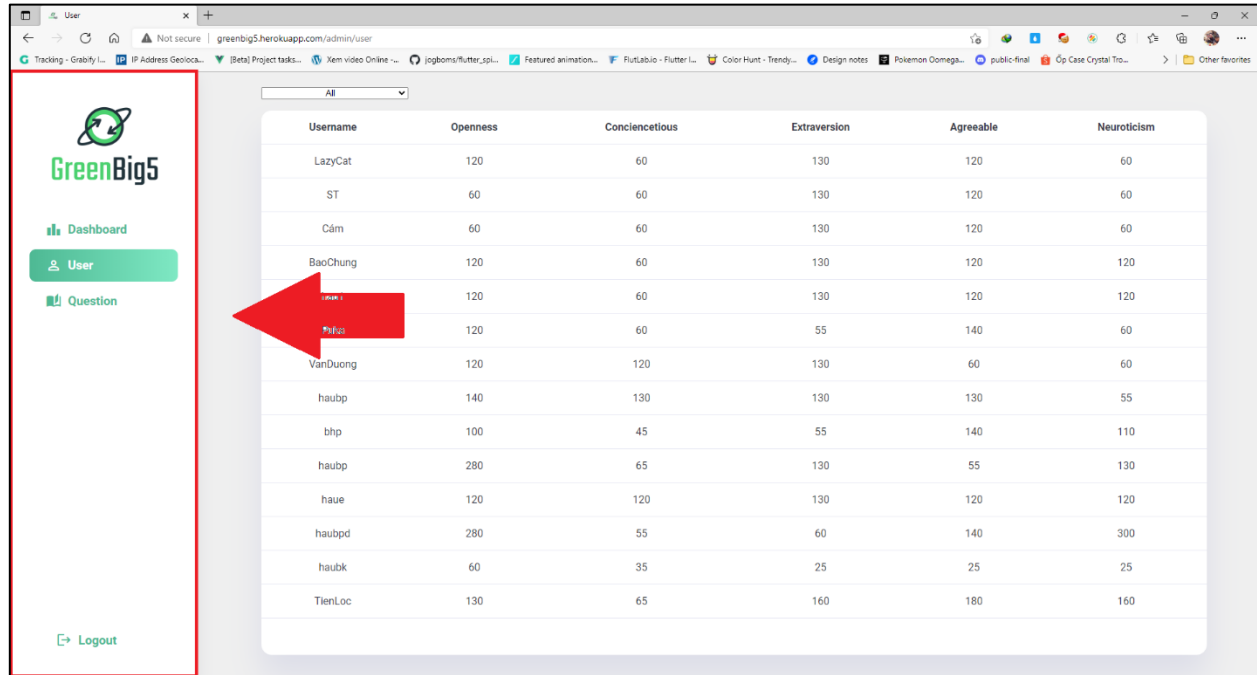 User
Not secure | greenbig5.herokuapp.com/admin/user
Tracking - Grabify l... IP IP Address Geoloca... [Beta] Project tasks... Xem video Online -... jogboms/flutter_spi... Featured animation... FlutLab.io - Flutter I... Color Hunt - Trendy... Design notes Pokemon Oomega... public-final Ốp Case Crystal Tro... Other favorites
All
GreenBig5
Dashboard
User
Question
Logout
Username Openness Conciencetious Extraversion Agreeable Neuroticism
LazyCat 120 60 130 120 60
ST 60 60 130 120 60
Cám 60 60 130 120 60
BaoChung 120 60 130 120 120
120 60 130 120 120
120 60 55 140 60
VanDuong 120 120 130 60 60
haubp 140 130 130 130 55
bhp 100 45 55 140 110
haubp 280 65 130 55 130
haue 120 120 130 120 120
haubpd 280 55 60 140 300
haubk 60 35 25 25 25
TienLoc 130 65 160 180 160